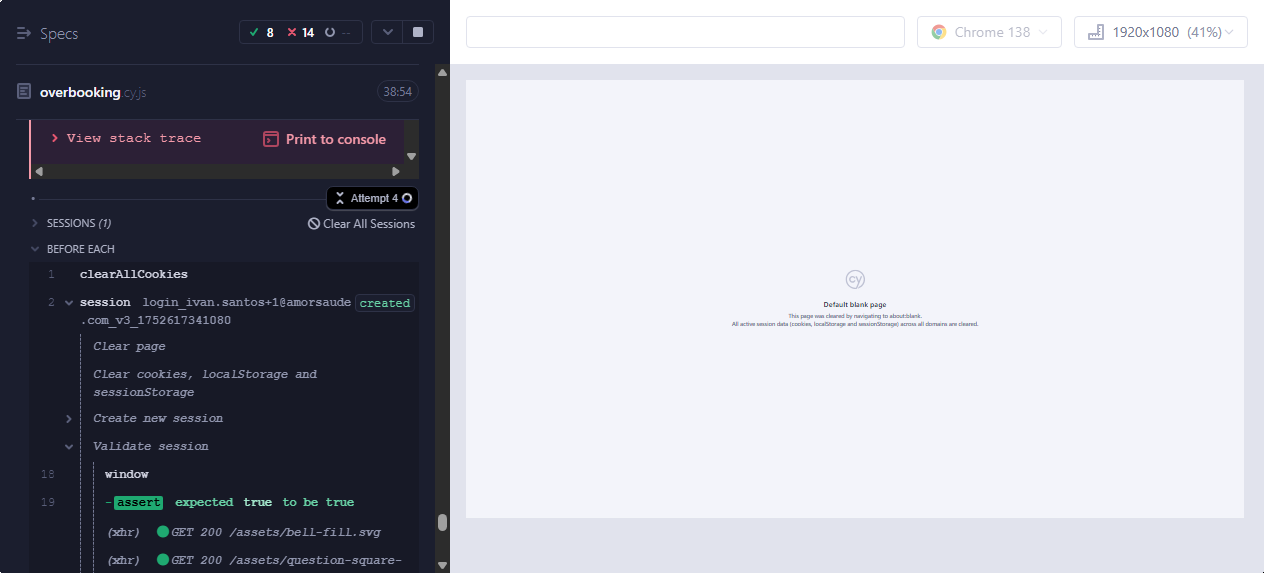 Specs
8 14 --
Chrome 138
1920x1080 (41%)
overbooking.cy.js
38:54
View stack trace
Print to console
Attempt 4
SESSIONS (1)
Clear All Sessions
BEFORE EACH
1 clearAllCookies
2 session login_ivan.santos+1@amorsaude created
.com_v3_1752617341080
Clear page
Clear cookies, localStorage and
sessionStorage
Create new session
Validate session
18 window
19 -assert expected true to be true
(xhr) GET 200 /assets/bell-fill.svg
(xhr) GET 200 /assets/question-square-
cy
Default blank page
This page was cleared by navigating to about:blank.
All active session data (cookies, localStorage and sessionStorage) across all domains are cleared.